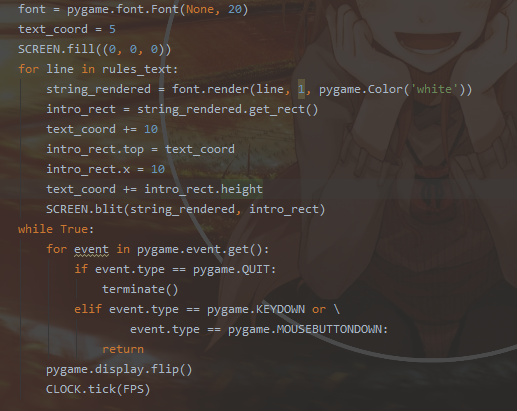 font = pygame.font.Font(None, 20)
text_coord = 5
SCREEN.fill((0, 0, 0))
for line in rules_text:
    string_rendered = font.render(line, 1, pygame.Color('white'))
    intro_rect = string_rendered.get_rect()
    text_coord += 10
    intro_rect.top = text_coord
    intro_rect.x = 10
    text_coord += intro_rect.height
    SCREEN.blit(string_rendered, intro_rect)
while True:
    for event in pygame.event.get():
        if event.type == pygame.QUIT:
            terminate()
        elif event.type == pygame.KEYDOWN or \
                event.type == pygame.MOUSEBUTTONDOWN:
            return
    pygame.display.flip()
    CLOCK.tick(FPS)